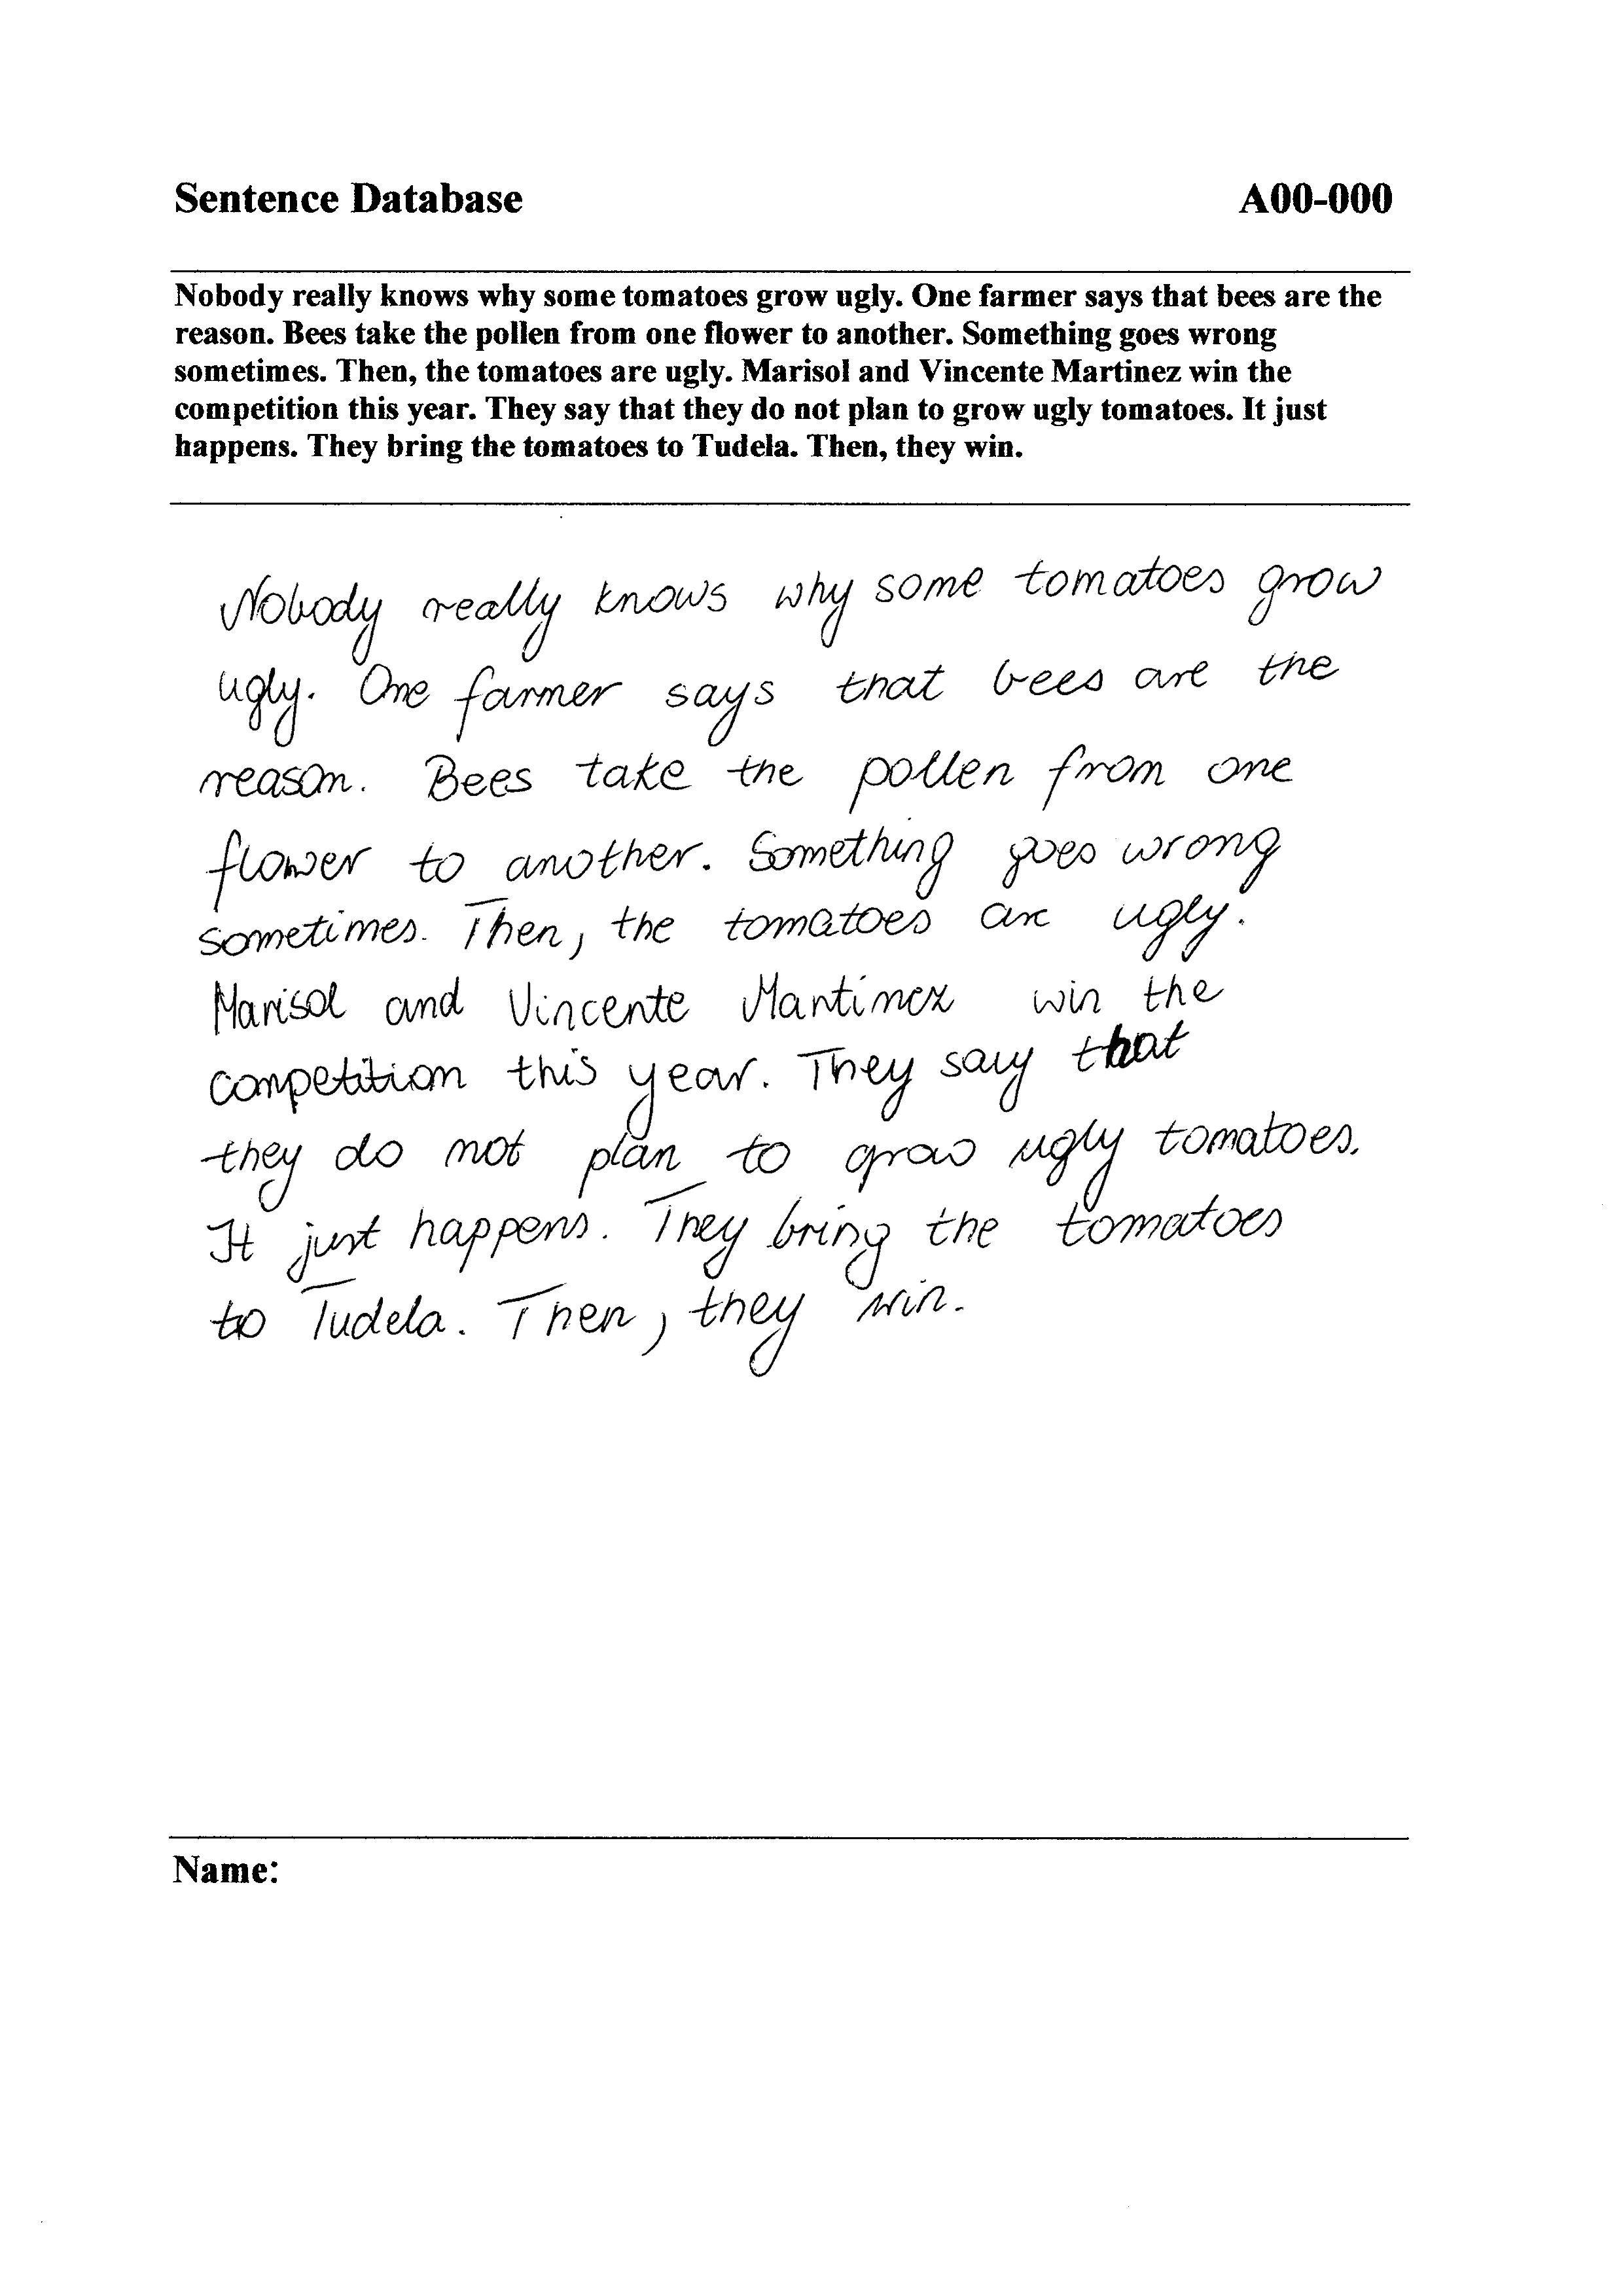 Sentence Database A00-000
Nobody really knows why some tomatoes grow ugly. One farmer says that bees are the
reason. Bees take the pollen from one flower to another. Something goes wrong
sometimes. Then, the tomatoes are ugly. Marisol and Vincente Martinez win the
competition this year. They say that they do not plan to grow ugly tomatoes. It just
happens. They bring the tomatoes to Tudela. Then, they win.
Nobody really knows why some tomatoes grow
ugly. One farmer says that bees are the
reason. Bees take the pollen from one
flower to another. Something goes wrong
sometimes. Then, the tomatoes are ugly.
Marisol and Vincente Martinez win the
competition this year. They say that
they do not plan to grow ugly tomatoes.
It just happens. They bring the tomatoes
to Tudela. Then, they win.
Name: